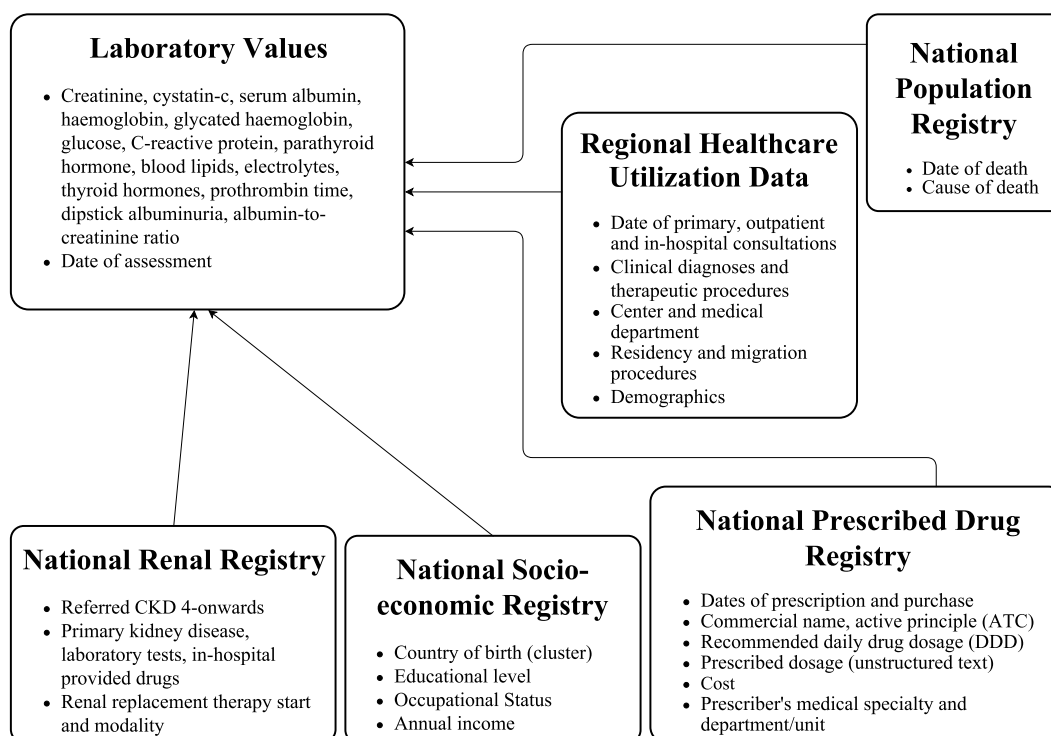 Laboratory Values
• Creatinine, cystatin-c, serum albumin,
haemoglobin, glycated haemoglobin,
glucose, C-reactive protein, parathyroid
hormone, blood lipids, electrolytes,
thyroid hormones, prothrombin time,
dipstick albuminuria, albumin-to-
creatinine ratio
• Date of assessment
National
Population
Registry
• Date of death
• Cause of death
Regional Healthcare
Utilization Data
• Date of primary, outpatient
and in-hospital consultations
• Clinical diagnoses and
therapeutic procedures
• Center and medical
department
• Residency and migration
procedures
• Demographics
National Renal Registry
• Referred CKD 4-onwards
• Primary kidney disease,
laboratory tests, in-hospital
provided drugs
• Renal replacement therapy start
and modality
National Socio-
economic Registry
• Country of birth (cluster)
• Educational level
• Occupational Status
• Annual income
National Prescribed Drug
Registry
• Dates of prescription and purchase
• Commercial name, active principle (ATC)
• Recommended daily drug dosage (DDD)
• Prescribed dosage (unstructured text)
• Cost
• Prescriber's medical specialty and
department/unit